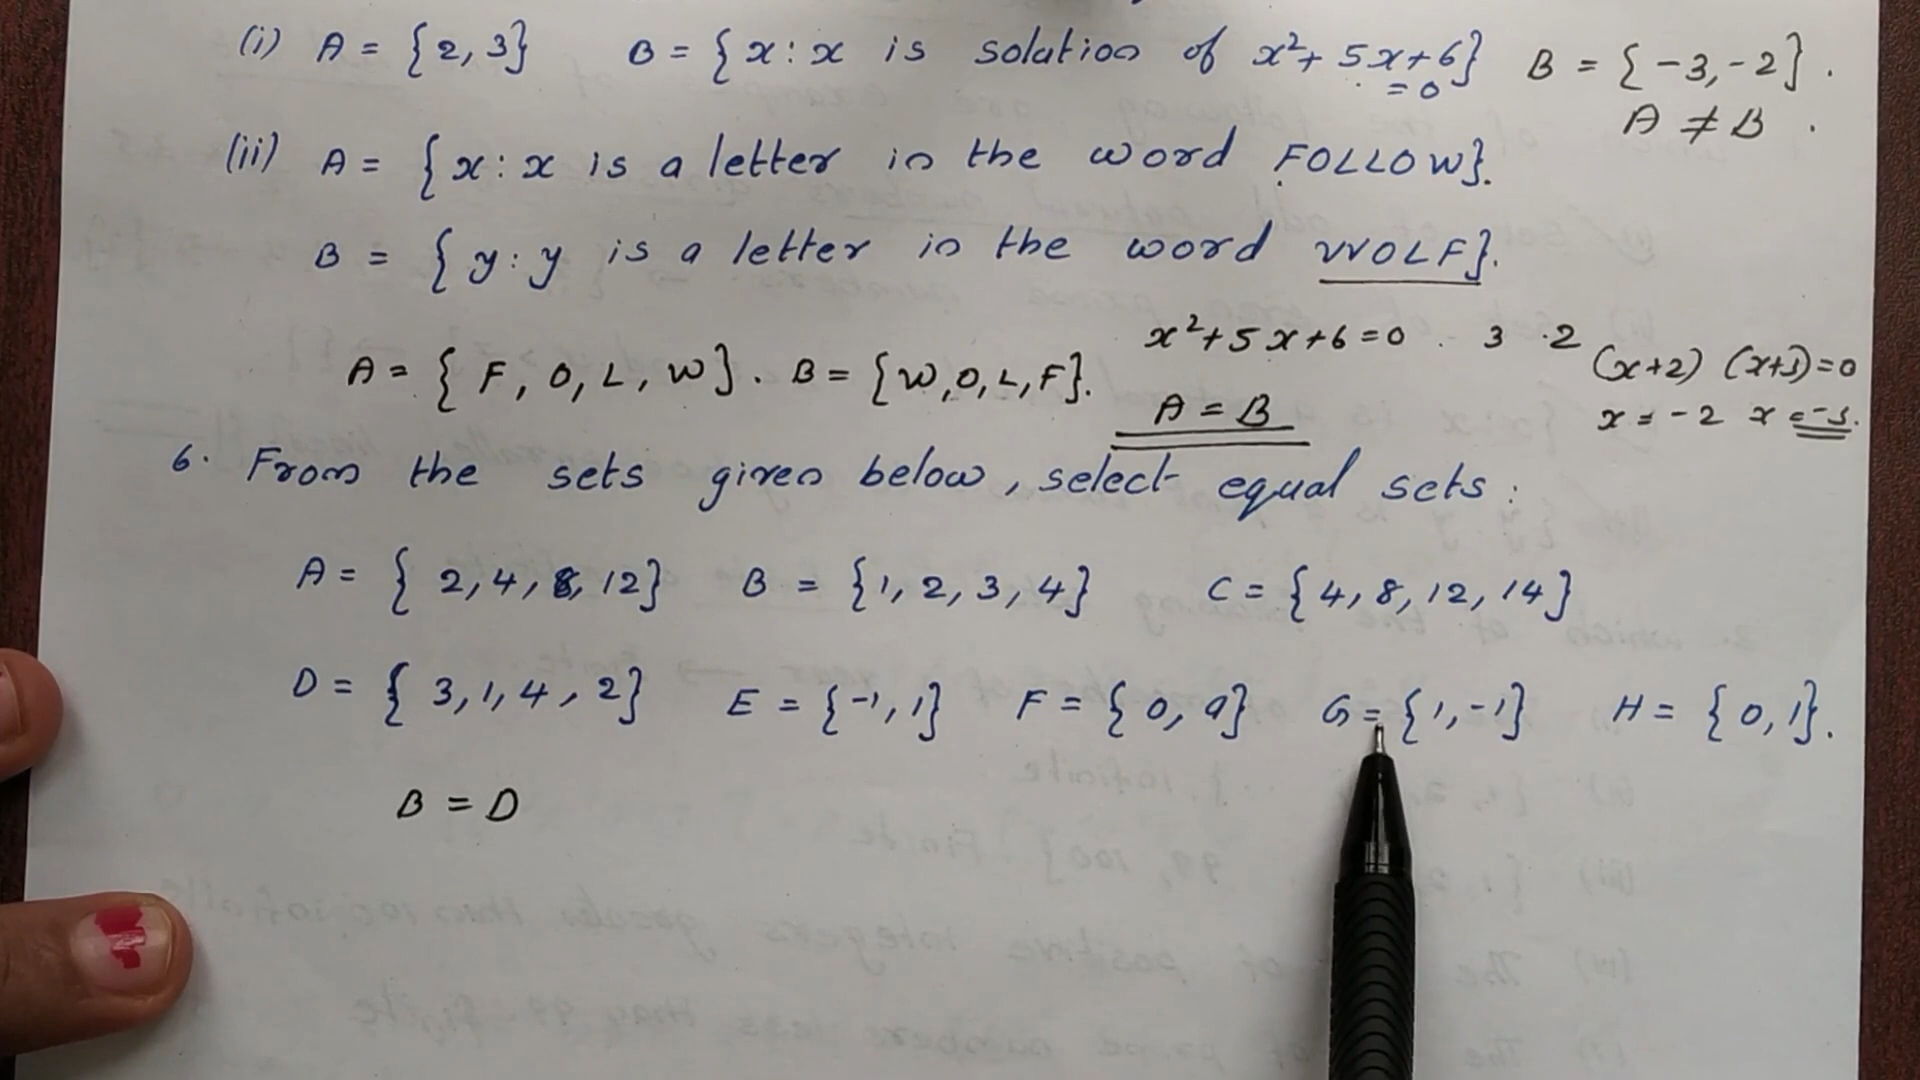 (i) A = {2, 3} B = {x : x is solution of x² + 5x + 6} B = {-3, -2}.
= 0
A ≠ B.
(ii) A = {x : x is a letter in the word FOLLOW}.
B = {y : y is a letter in the word WOLF}.
x² + 5x + 6 = 0. 3 · 2
(x+2) (x+3) = 0
A = {F, O, L, W}. B = {W, O, L, F}.
A = B
x = -2 x = -3.
6. From the sets given below, select equal sets :
A = {2, 4, 8, 12} B = {1, 2, 3, 4} C = {4, 8, 12, 14}
D = {3, 1, 4, 2} E = {-1, 1} F = {0, a} G = {1, -1} H = {0, 1}.
B = D